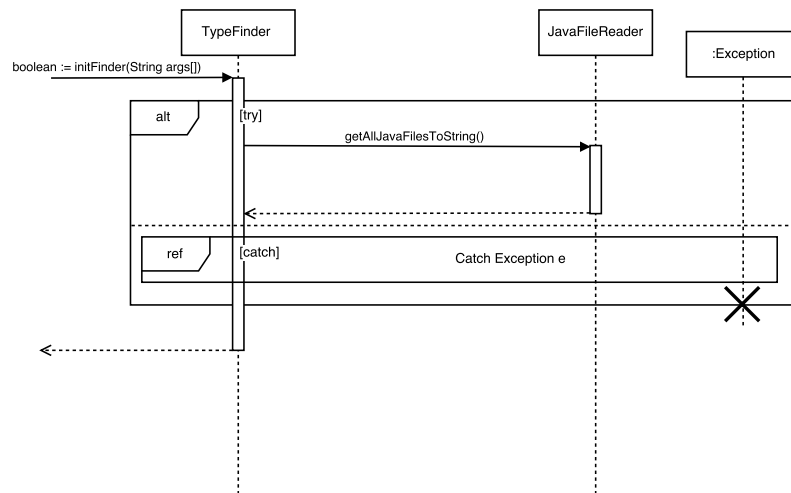 TypeFinder
JavaFileReader
:Exception
boolean := initFinder(String args[])
alt
[try]
getAllJavaFilesToString()
ref
[catch]
Catch Exception e